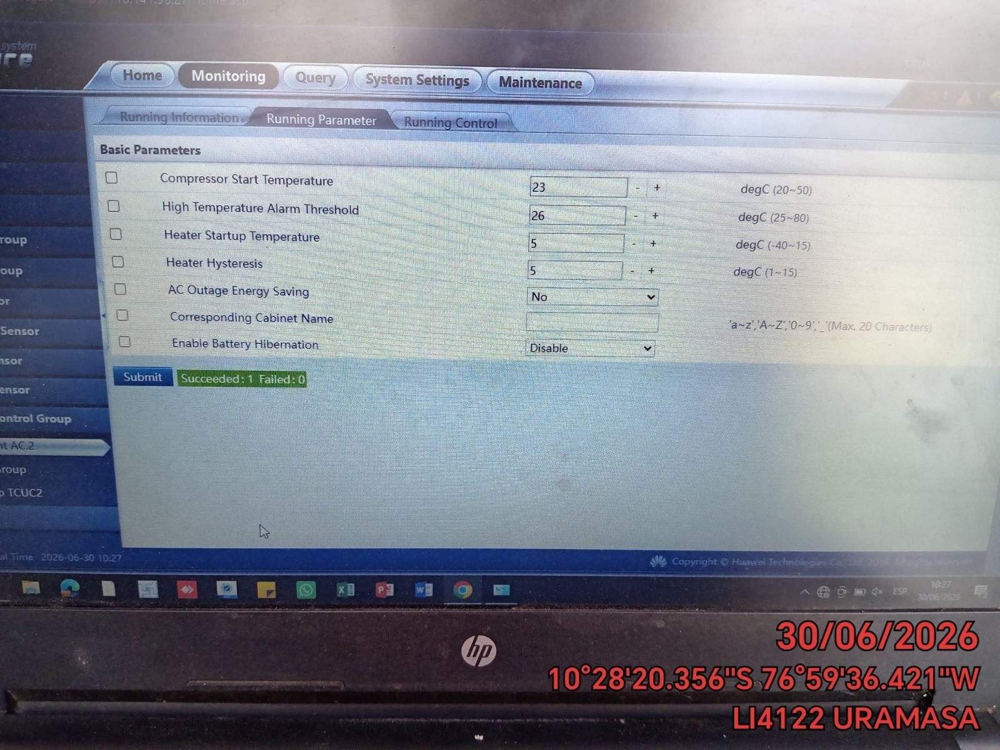 system
Home Monitoring Query System Settings Maintenance
Running Information Running Parameter Running Control
Basic Parameters
Compressor Start Temperature 23 - + degC (20~50)
High Temperature Alarm Threshold 26 - + degC (25~80)
Heater Startup Temperature 5 - + degC (-40~15)
Heater Hysteresis 5 - + degC (1~15)
AC Outage Energy Saving No
Corresponding Cabinet Name 'a~z','A~Z','0~9','_'(Max. 20 Characters)
Enable Battery Hibernation Disable
Submit Succeeded : 1 Failed : 0
roup
oup
or
Sensor
nsor
ensor
ontrol Group
nt AC.2
roup
p TCUC2
al Time 2026-06-30 10:27
Copyright © Huawei Technologies Co., Ltd. All rights reserved
ESP 10:27
30/06/2026
hp
30/06/2026
10°28'20.356"S 76°59'36.421"W
LI4122 URAMASA